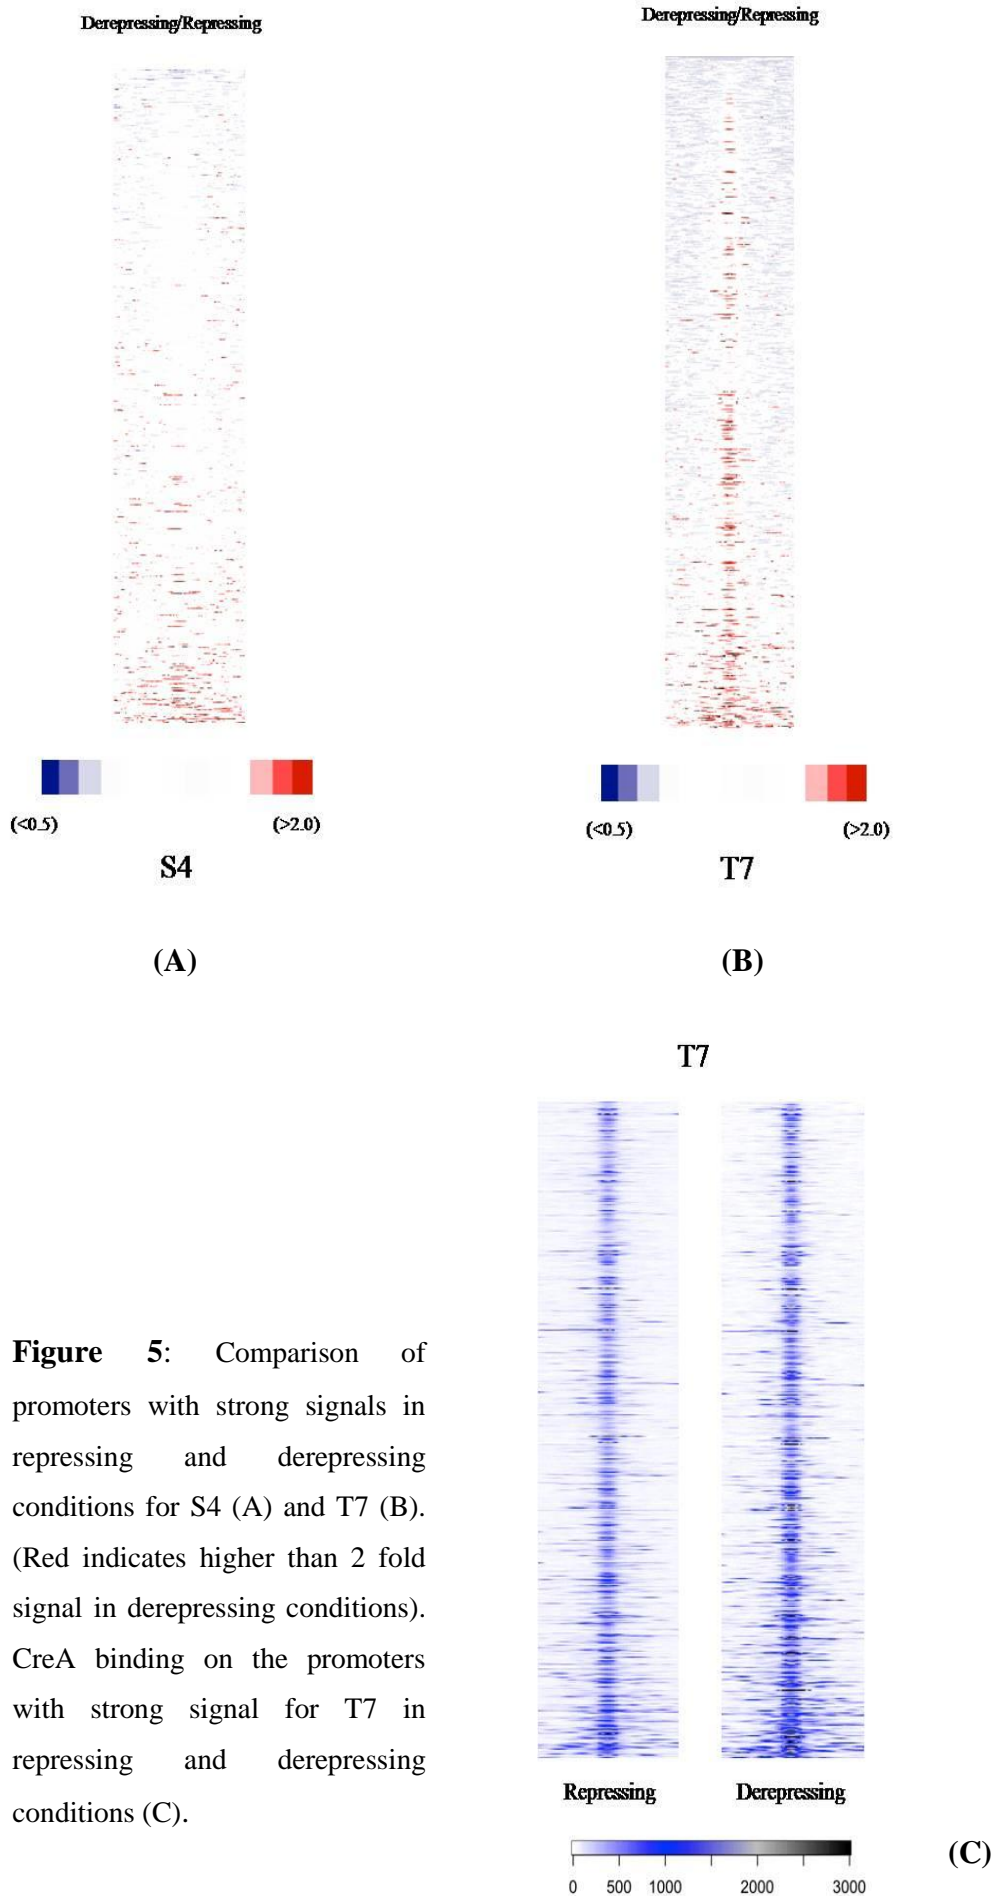 Derepressing/Repressing
Derepressing/Repressing
(<0.5)
(>2.0)
(<0.5)
(>2.0)
S4
T7
(A)
(B)
T7
Figure 5: Comparison of
promoters with strong signals in
repressing and derepressing
conditions for S4 (A) and T7 (B).
(Red indicates higher than 2 fold
signal in derepressing conditions).
CreA binding on the promoters
with strong signal for T7 in
repressing and derepressing
conditions (C).
Repressing
Derepressing
(C)
0 500 1000 2000 3000